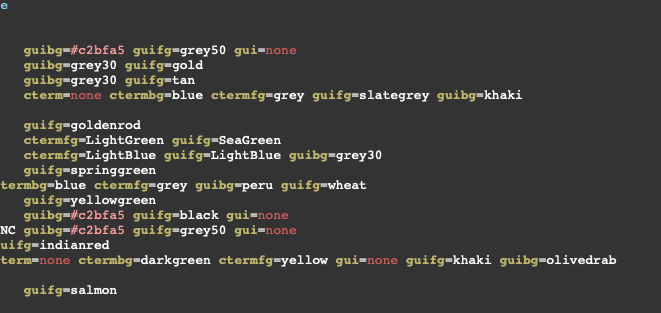 e
guibg=#c2bfa5 guifg=grey50 gui=none
guibg=grey30 guifg=gold
guibg=grey30 guifg=tan
cterm=none ctermbg=blue ctermfg=grey guifg=slategrey guibg=khaki
guifg=goldenrod
ctermfg=LightGreen guifg=SeaGreen
ctermfg=LightBlue guifg=LightBlue guibg=grey30
guifg=springgreen
termbg=blue ctermfg=grey guibg=peru guifg=wheat
guifg=yellowgreen
guibg=#c2bfa5 guifg=black gui=none
NC guibg=#c2bfa5 guifg=grey50 gui=none
uifg=indianred
term=none ctermbg=darkgreen ctermfg=yellow gui=none guifg=khaki guibg=olivedrab
guifg=salmon